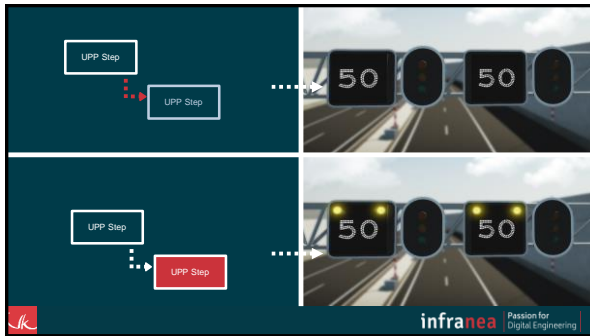 UPP Step
UPP Step
50
50
UPP Step
UPP Step
50
50
infranea
Passion for
Digital Engineering